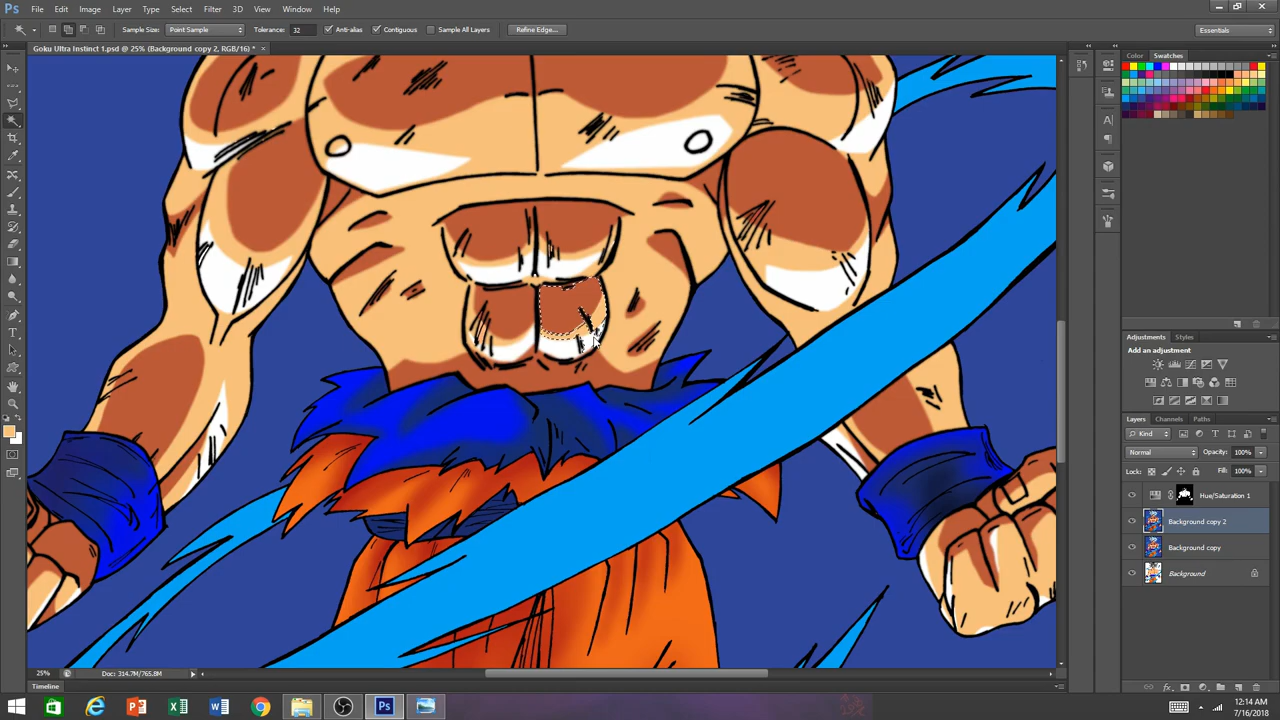 Ps File Edit Image Layer Type Select Filter 3D View Window Help
Sample Size: Point Sample Tolerance: 32 Anti-alias Contiguous Sample All Layers Refine Edge... Essentials
Goku Ultra Instinct 1.psd @ 25% (Background copy 2, RGB/16) *
Color Swatches
Adjustments Styles
Add an adjustment
Layers Channels Paths
Kind
Normal Opacity: 100%
Lock: Fill: 100%
Hue/Saturation 1
Background copy 2
Background copy
Background
25% Doc: 314.7M/765.8M
Timeline
12:14 AM
7/16/2018